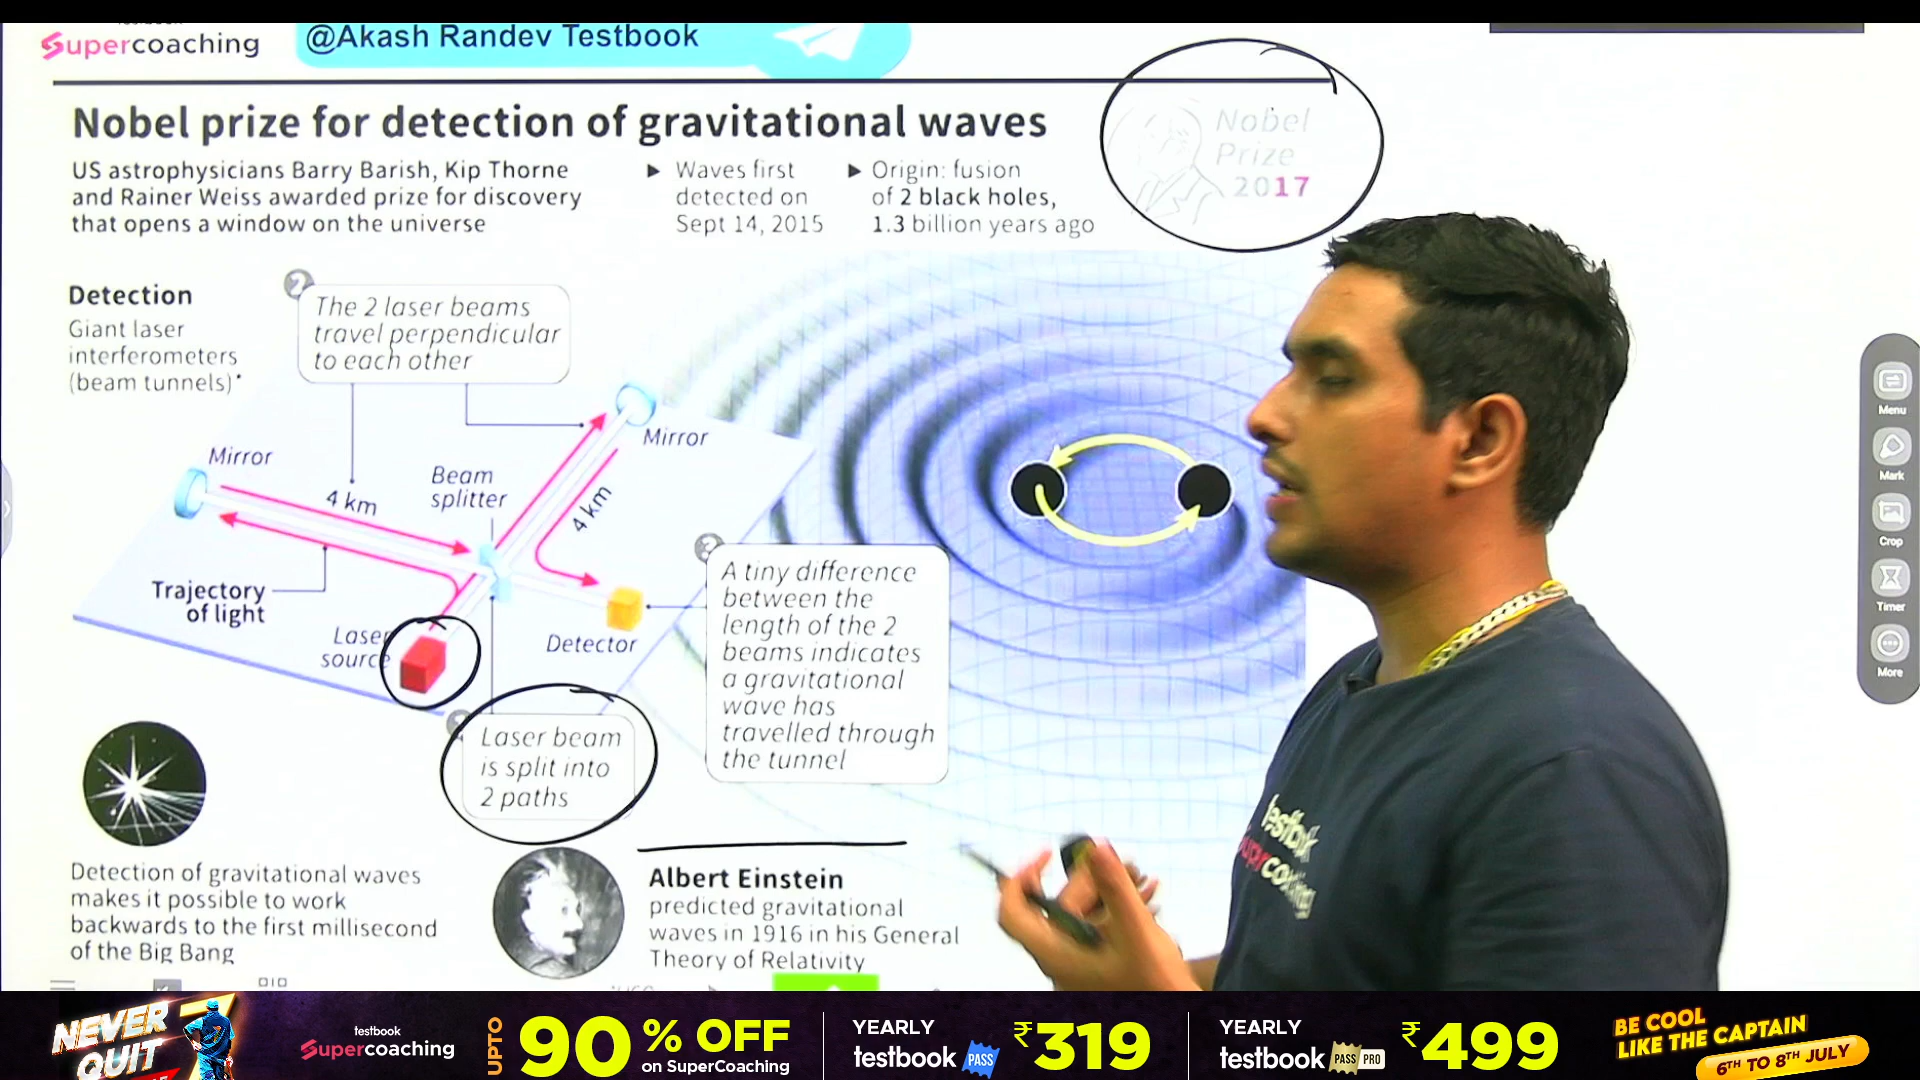 Supercoaching
@Akash Randev Testbook
Nobel prize for detection of gravitational waves
US astrophysicians Barry Barish, Kip Thorne
and Rainer Weiss awarded prize for discovery
that opens a window on the universe
Waves first
detected on
Sept 14, 2015
Origin: fusion
of 2 black holes,
1.3 billion years ago
Nobel
Prize
2017
Detection
Giant laser
interferometers
(beam tunnels)*
2
The 2 laser beams
travel perpendicular
to each other
Mirror
Mirror
4 km
Beam
splitter
4 km
Trajectory
of light
Laser
source
Detector
A tiny difference
between the
length of the 2
beams indicates
a gravitational
wave has
travelled through
the tunnel
Laser beam
is split into
2 paths
Detection of gravitational waves
makes it possible to work
backwards to the first millisecond
of the Big Bang
Albert Einstein
predicted gravitational
waves in 1916 in his General
Theory of Relativity
Menu
Mark
Crop
Timer
More
testbook
Supercoaching
NEVER
QUIT
testbook
Supercoaching
UPTO
90% OFF
on SuperCoaching
YEARLY
testbook PASS
₹319
YEARLY
testbook PASS PRO
₹499
BE COOL
LIKE THE CAPTAIN
6TH TO 8TH JULY